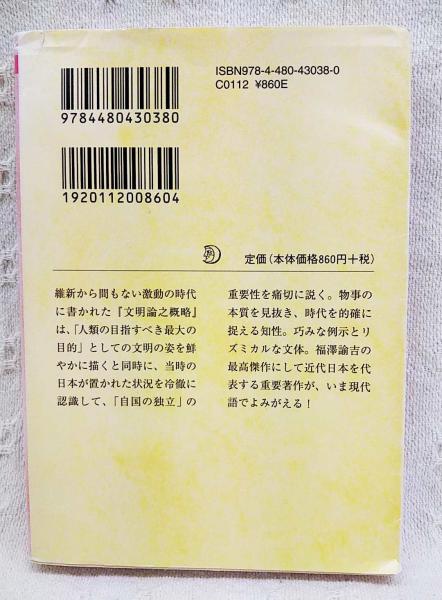 ISBN978-4-480-43038-0
C0112 ¥860E
9784480430380
1920112008604
定価(本体価格860円+税)
維新から間もない激動の時代
に書かれた『文明論之概略』
は、「人類の目指すべき最大の
目的」としての文明の姿を鮮
やかに描くと同時に、当時の
日本が置かれた状況を冷徹に
認識して、「自国の独立」の
重要性を痛切に説く。物事の
本質を見抜き、時代を的確に
捉える知性。巧みな例示とリ
ズミカルな文体。福澤諭吉の
最高傑作にして近代日本を代
表する重要著作が、いま現代
語でよみがえる！